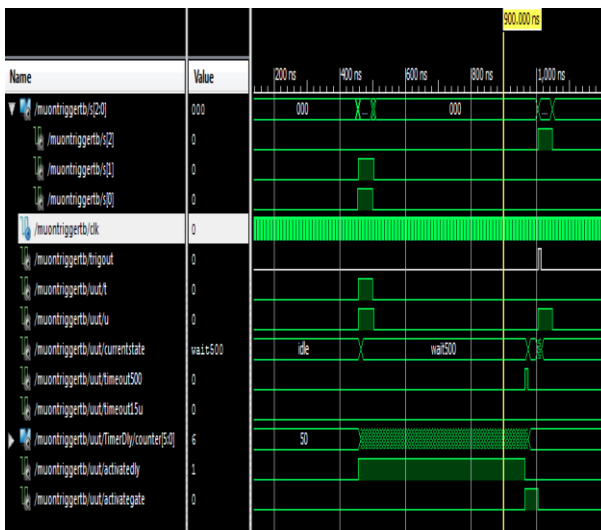 900.000 ns
Name Value 200 ns 400 ns 600 ns 800 ns 1,000 ns
/muontriggertb/s[2:0] 000 000 ... 000 ...
/muontriggertb/s[2] 0
/muontriggertb/s[1] 0
/muontriggertb/s[0] 0
/muontriggertb/clk 0
/muontriggertb/trigout 0
/muontriggertb/uut/t 0
/muontriggertb/uut/u 0
/muontriggertb/uut/currentstate wait500 idle wait500
/muontriggertb/uut/timeout500 0
/muontriggertb/uut/timeout15u 0
/muontriggertb/uut/TimerDly/counter[5:0] 6 50
/muontriggertb/uut/activatedly 1
/muontriggertb/uut/activategate 0